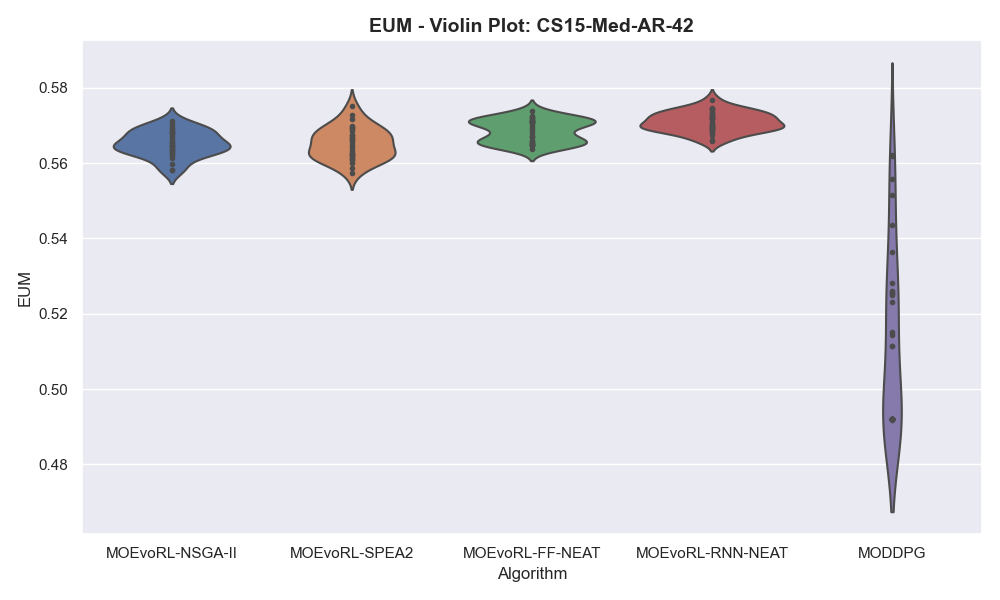 EUM - Violin Plot: CS15-Med-AR-42
0.58
0.56
0.54
0.52
0.50
0.48
EUM
MOEvoRL-NSGA-II
MOEvoRL-SPEA2
MOEvoRL-FF-NEAT
MOEvoRL-RNN-NEAT
MODDPG
Algorithm